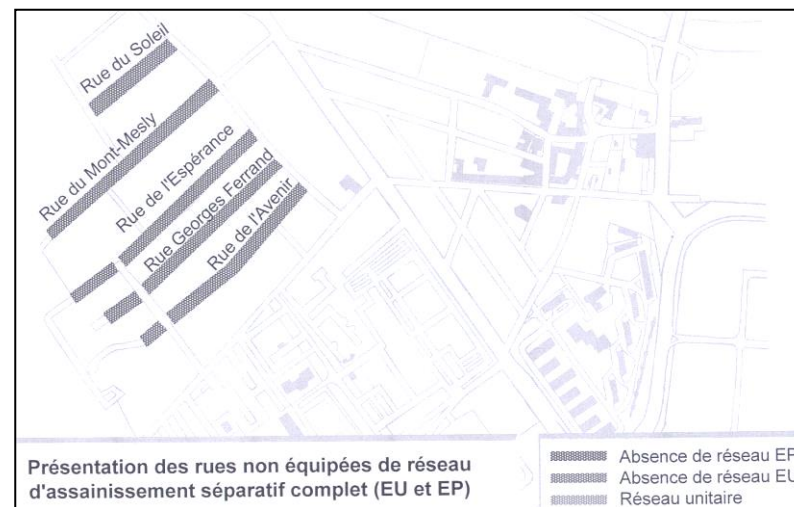 Rue du Soleil
Rue du Mont-Mesly
Rue de l'Espérance
Rue Georges Ferrand
Rue de l'Avenir
Présentation des rues non équipées de réseau
d'assainissement séparatif complet (EU et EP)
Absence de réseau EP
Absence de réseau EU
Réseau unitaire